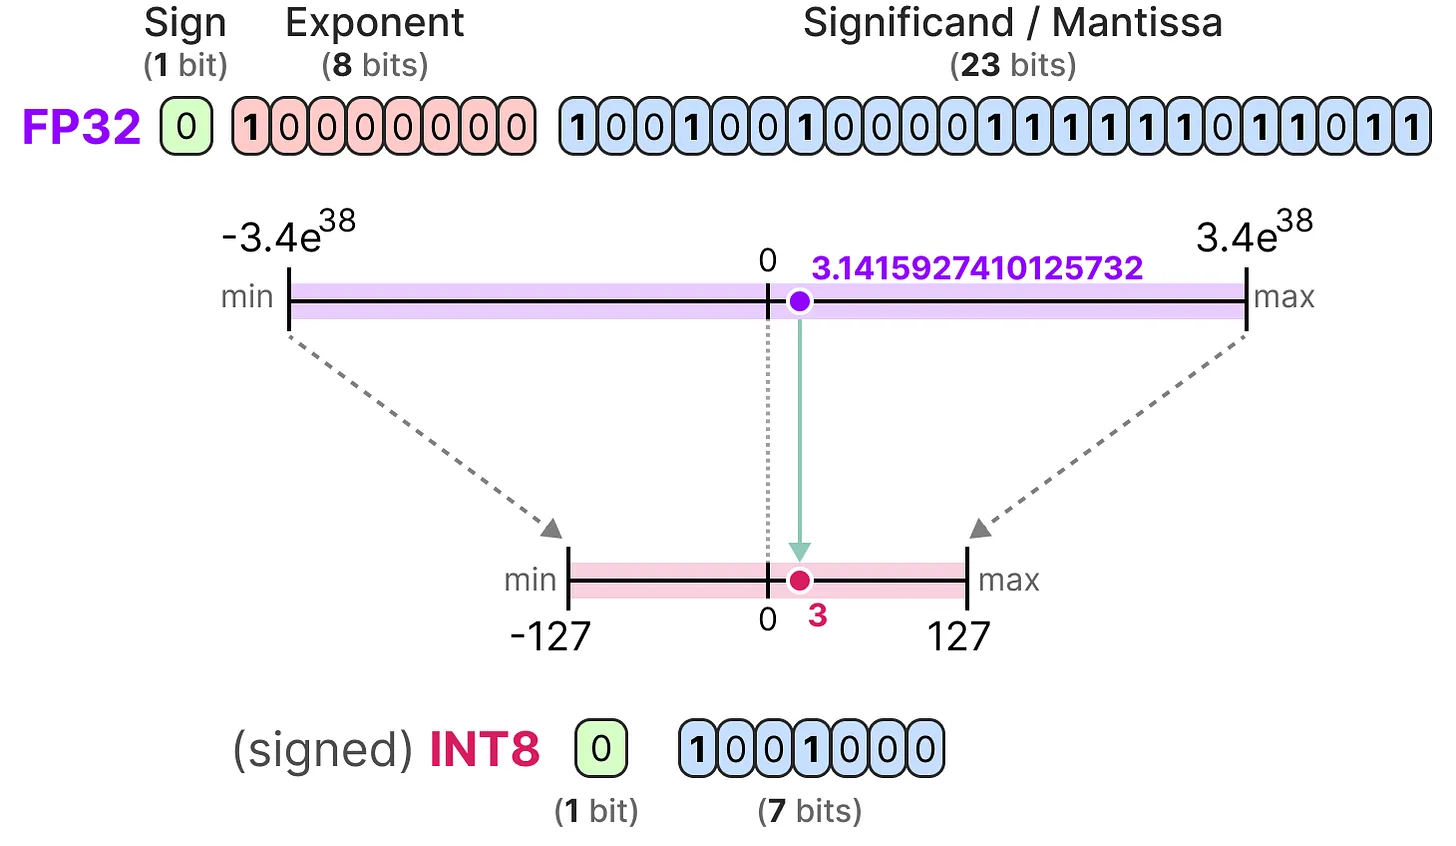 Sign Exponent Significand / Mantissa
(1 bit) (8 bits) (23 bits)
FP32 0 10000000 10010010000111111011011
-3.4e38 3.4e38
0 3.1415927410125732
min max
min max
0 3
-127 127
(signed) INT8 0 1001000
(1 bit) (7 bits)